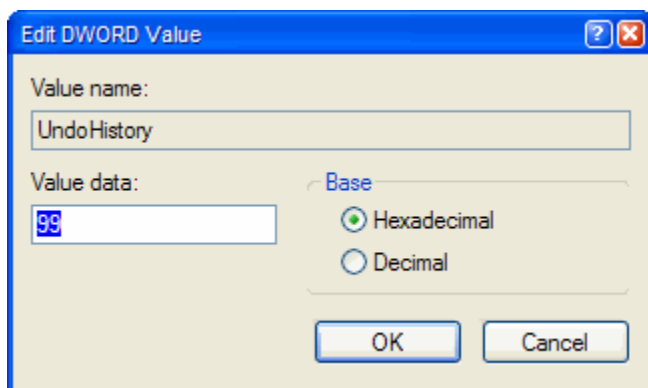 Edit DWORD Value
?
Value name:
UndoHistory
Value data:
99
Base
Hexadecimal
Decimal
OK
Cancel